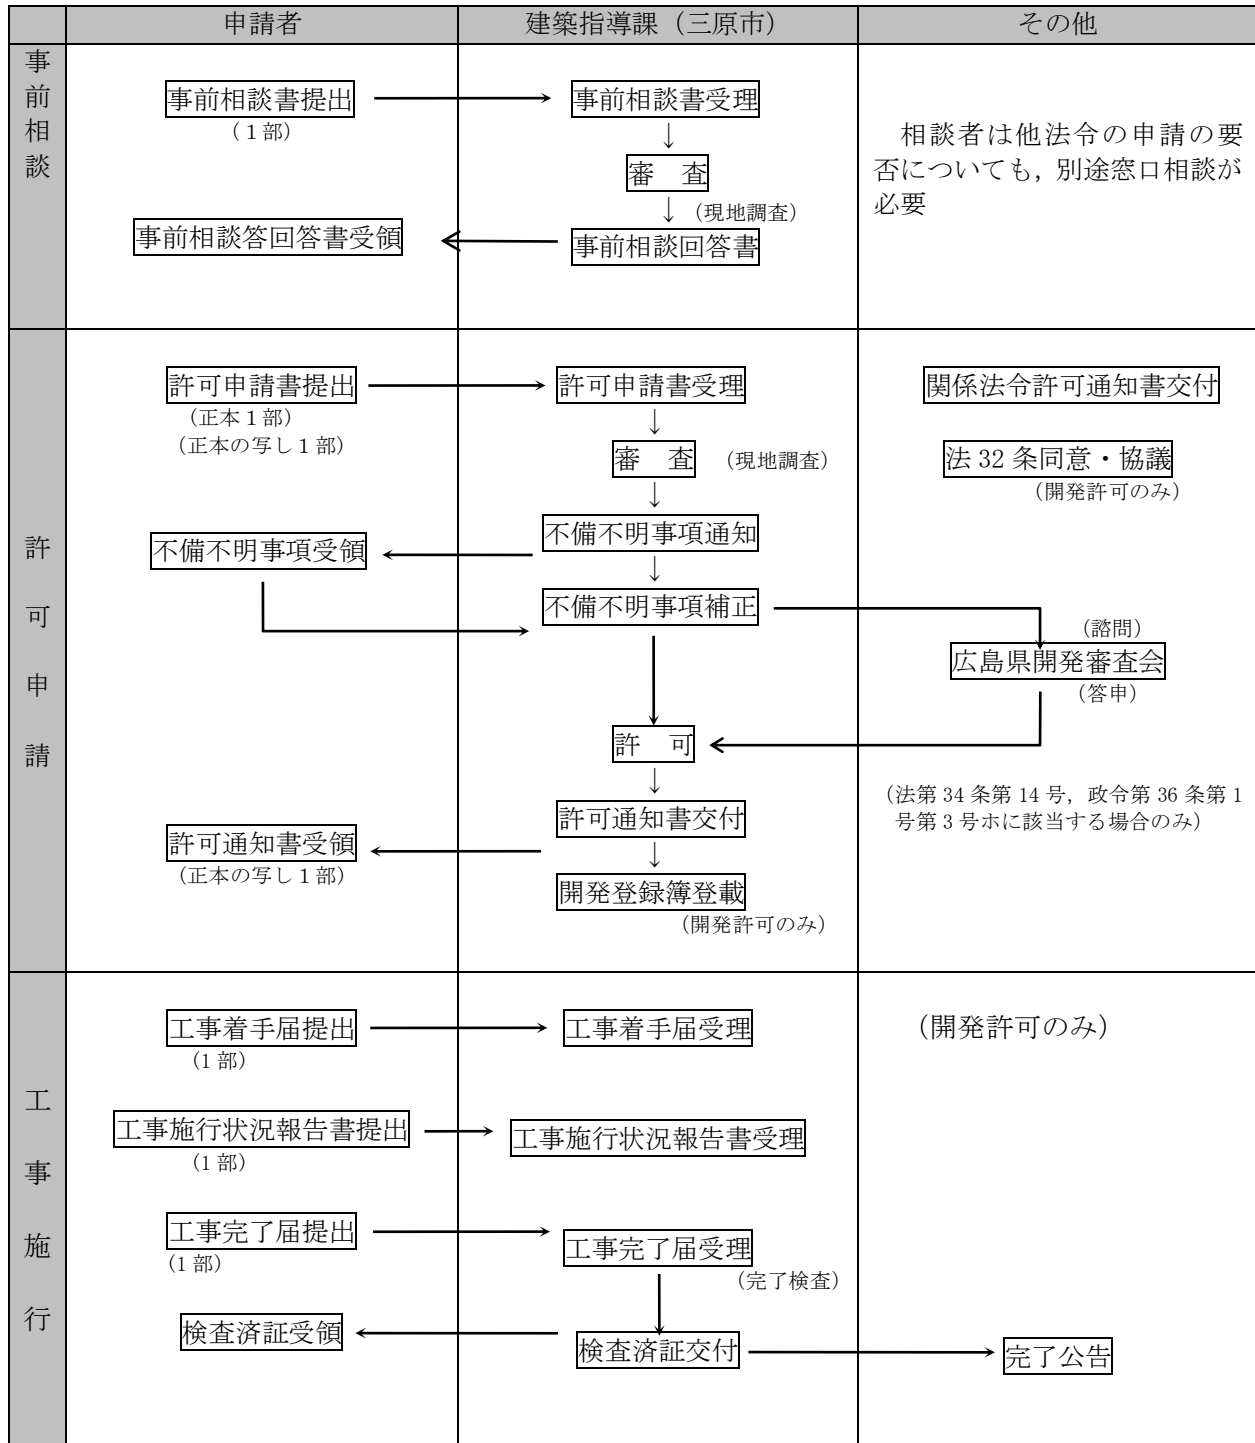 申請者
建築指導課（三原市）
その他
事前相談
事前相談書提出
（１部）
事前相談書受理
↓
審　査
↓（現地調査）
事前相談回答書
事前相談答回答書受領
相談者は他法令の申請の要
否についても，別途窓口相談が
必要
許可申請
許可申請書提出
（正本１部）
（正本の写し１部）
許可申請書受理
↓
審　査
（現地調査）
↓
不備不明事項通知
不備不明事項受領
↓
不備不明事項補正
許　可
↓
許可通知書交付
許可通知書受領
（正本の写し１部）
↓
開発登録簿登載
（開発許可のみ）
関係法令許可通知書交付
法 32 条同意・協議
（開発許可のみ）
（諮問）
広島県開発審査会
（答申）
（法第 34 条第 14 号，政令第 36 条第 1
号第 3 号ホに該当する場合のみ）
工事施行
工事着手届提出
（1 部）
工事着手届受理
（開発許可のみ）
工事施行状況報告書提出
（1 部）
工事施行状況報告書受理
工事完了届提出
（1 部）
工事完了届受理
（完了検査）
検査済証受領
検査済証交付
完了公告